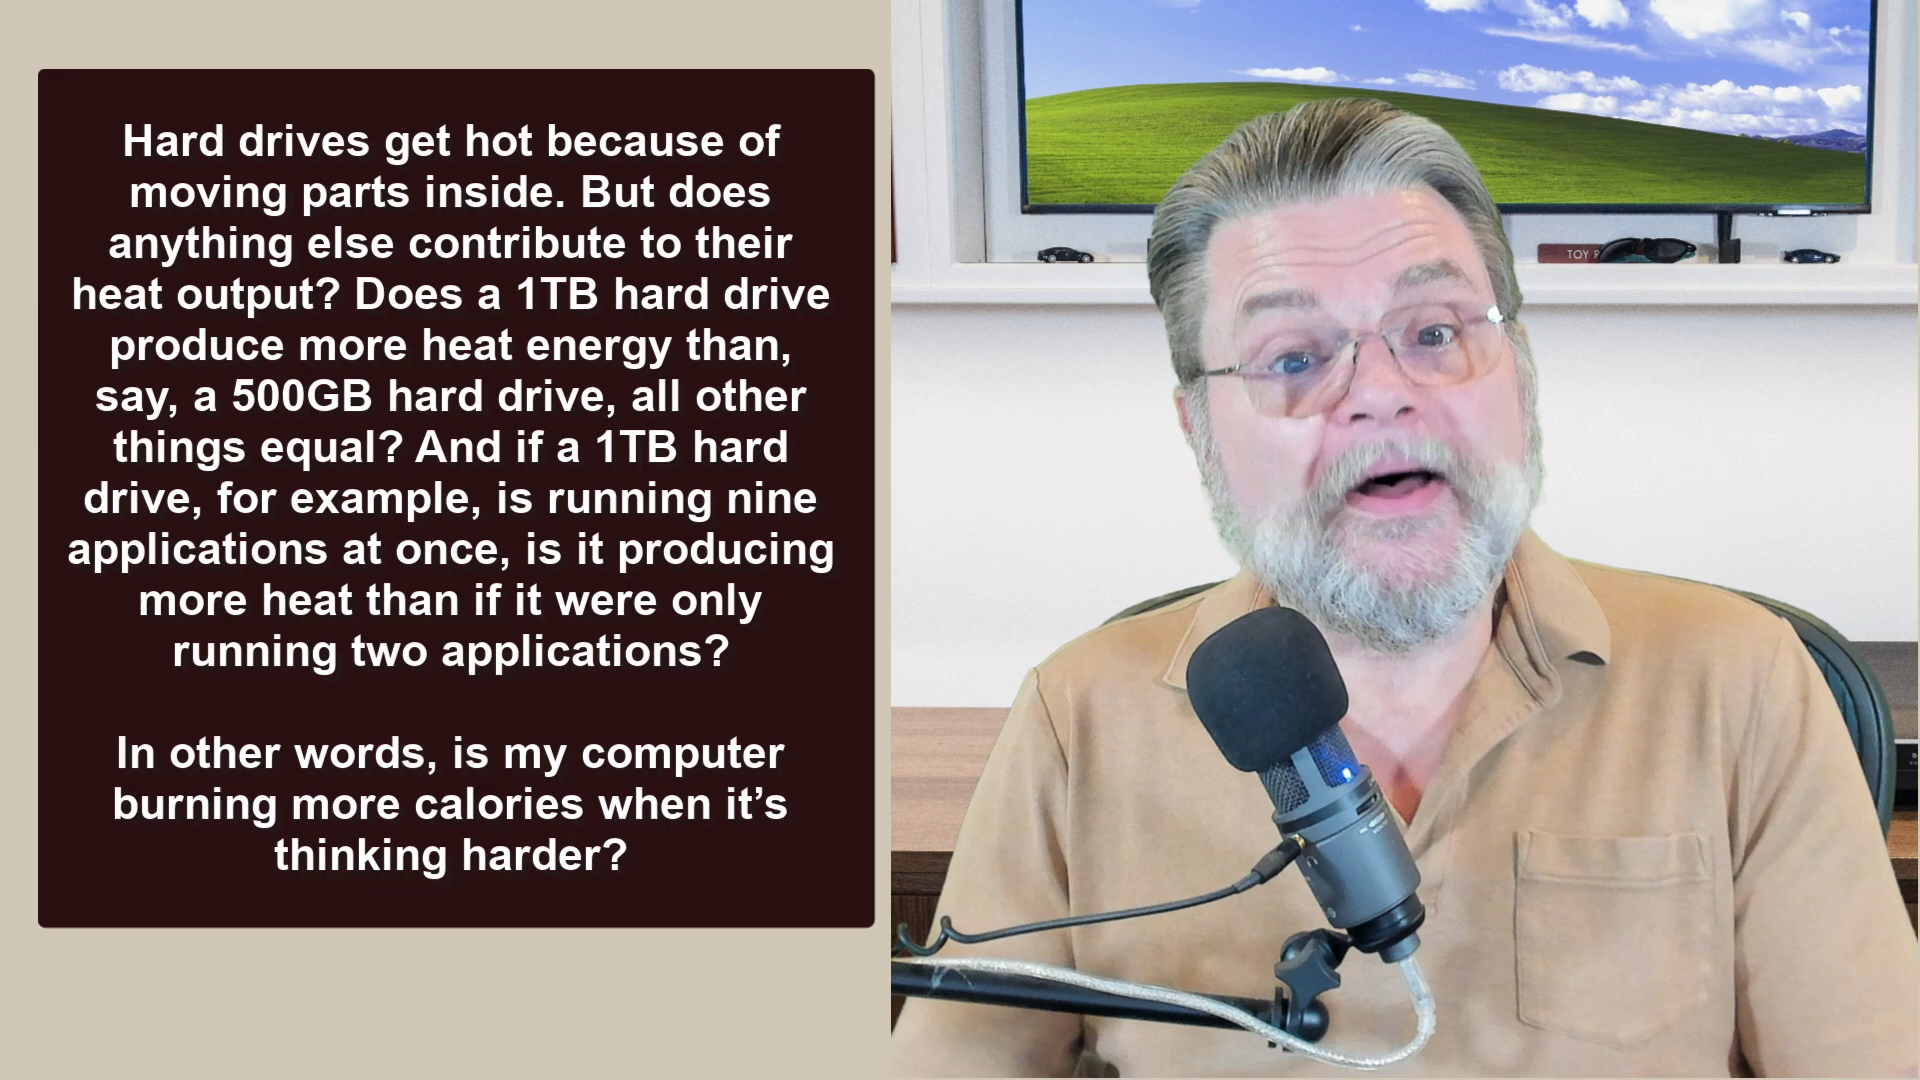 Hard drives get hot because of
moving parts inside. But does
anything else contribute to their
heat output? Does a 1TB hard drive
produce more heat energy than,
say, a 500GB hard drive, all other
things equal? And if a 1TB hard
drive, for example, is running nine
applications at once, is it producing
more heat than if it were only
running two applications?
In other words, is my computer
burning more calories when it’s
thinking harder?
TOY